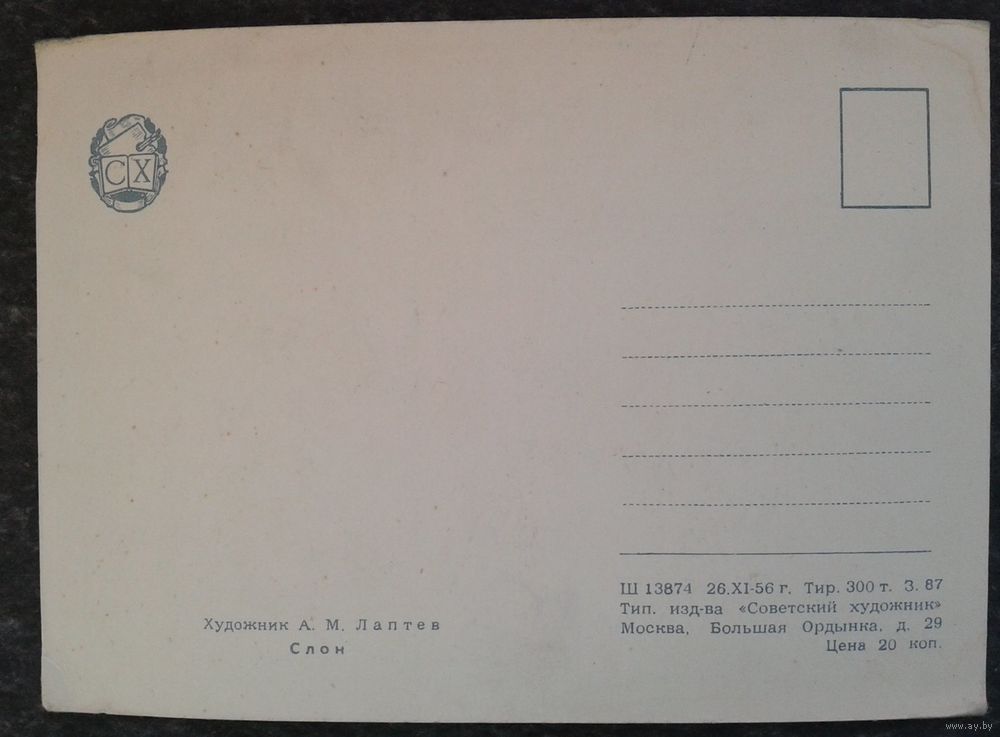 СХ
Художник А. М. Лаптев
Слон
Ш 13874 26.XI-56 г. Тир. 300 т. З. 87
Тип. изд-ва «Советский художник»
Москва, Большая Ордынка, д. 29
Цена 20 коп.
www.ay.by